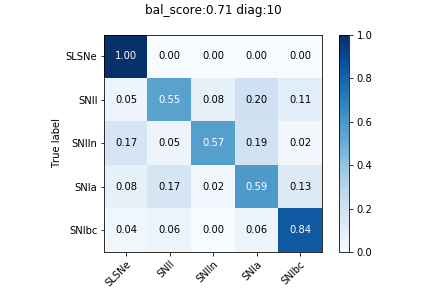 bal_score:0.71 diag:10
SLSNe 1.00 0.00 0.00 0.00 0.00
SNII 0.05 0.55 0.08 0.20 0.11
SNIIn 0.17 0.05 0.57 0.19 0.02
SNIa 0.08 0.17 0.02 0.59 0.13
SNIbc 0.04 0.06 0.00 0.06 0.84
SLSNe SNII SNIIn SNIa SNIbc
True label
1.0
0.8
0.6
0.4
0.2
0.0